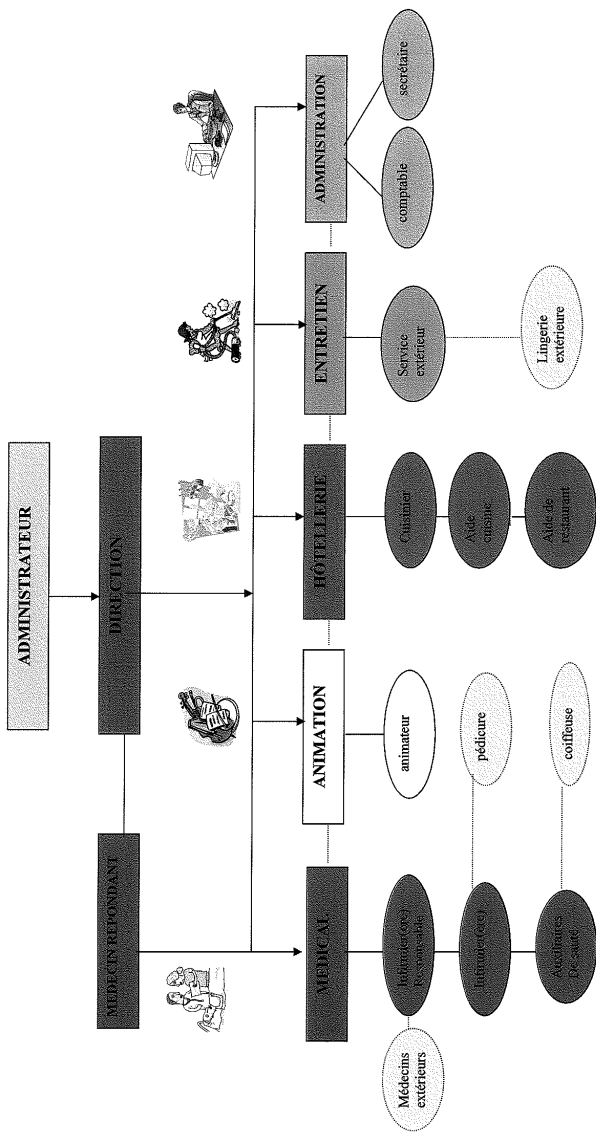 ADMINISTRATEUR
MEDECIN REPONDANT
DIRECTION
MEDICAL
ANIMATION
HÔTELLERIE
ENTRETIEN
ADMINISTRATION
Médecins
extérieurs
Infirmier(ère)
Responsable
animateur
Cuisinier
Service
extérieur
comptable
secrétaire
Infirmier(ère)
pédicure
Aide
cuisine
Auxiliaires
De santé
coiffeuse
Aide de
restaurant
Lingerie
extérieure